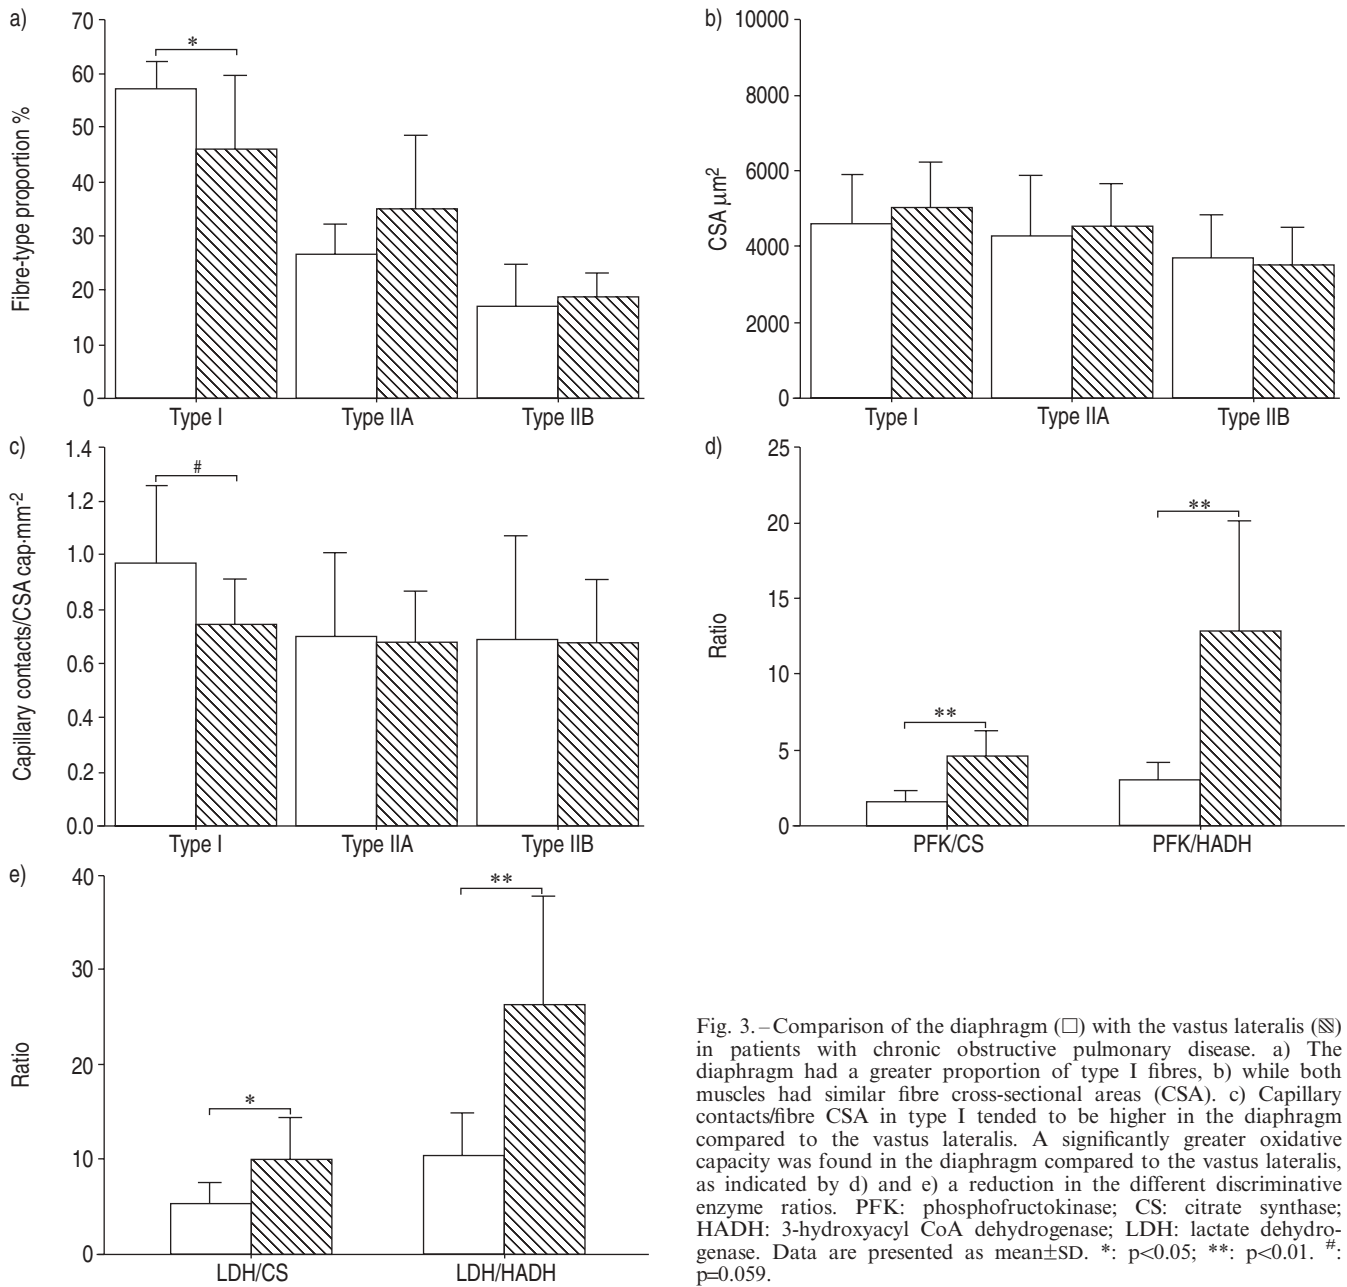 a)
70
60
50
40
30
20
10
0
Fibre-type proportion %
*
Type I
Type IIA
Type IIB
b)
10000
8000
6000
4000
2000
0
CSA μm²
Type I
Type IIA
Type IIB
c)
1.4
1.2
1.0
0.8
0.6
0.4
0.2
0.0
Capillary contacts/CSA cap·mm⁻²
#
Type I
Type IIA
Type IIB
d)
25
20
15
10
5
0
Ratio
**
**
PFK/CS
PFK/HADH
e)
40
30
20
10
0
Ratio
*
**
LDH/CS
LDH/HADH
Fig. 3. – Comparison of the diaphragm (□) with the vastus lateralis (▧)
in patients with chronic obstructive pulmonary disease. a) The
diaphragm had a greater proportion of type I fibres, b) while both
muscles had similar fibre cross-sectional areas (CSA). c) Capillary
contacts/fibre CSA in type I tended to be higher in the diaphragm
compared to the vastus lateralis. A significantly greater oxidative
capacity was found in the diaphragm compared to the vastus lateralis,
as indicated by d) and e) a reduction in the different discriminative
enzyme ratios. PFK: phosphofructokinase; CS: citrate synthase;
HADH: 3-hydroxyacyl CoA dehydrogenase; LDH: lactate dehydro-
genase. Data are presented as mean±SD. *: p<0.05; **: p<0.01. #:
p=0.059.